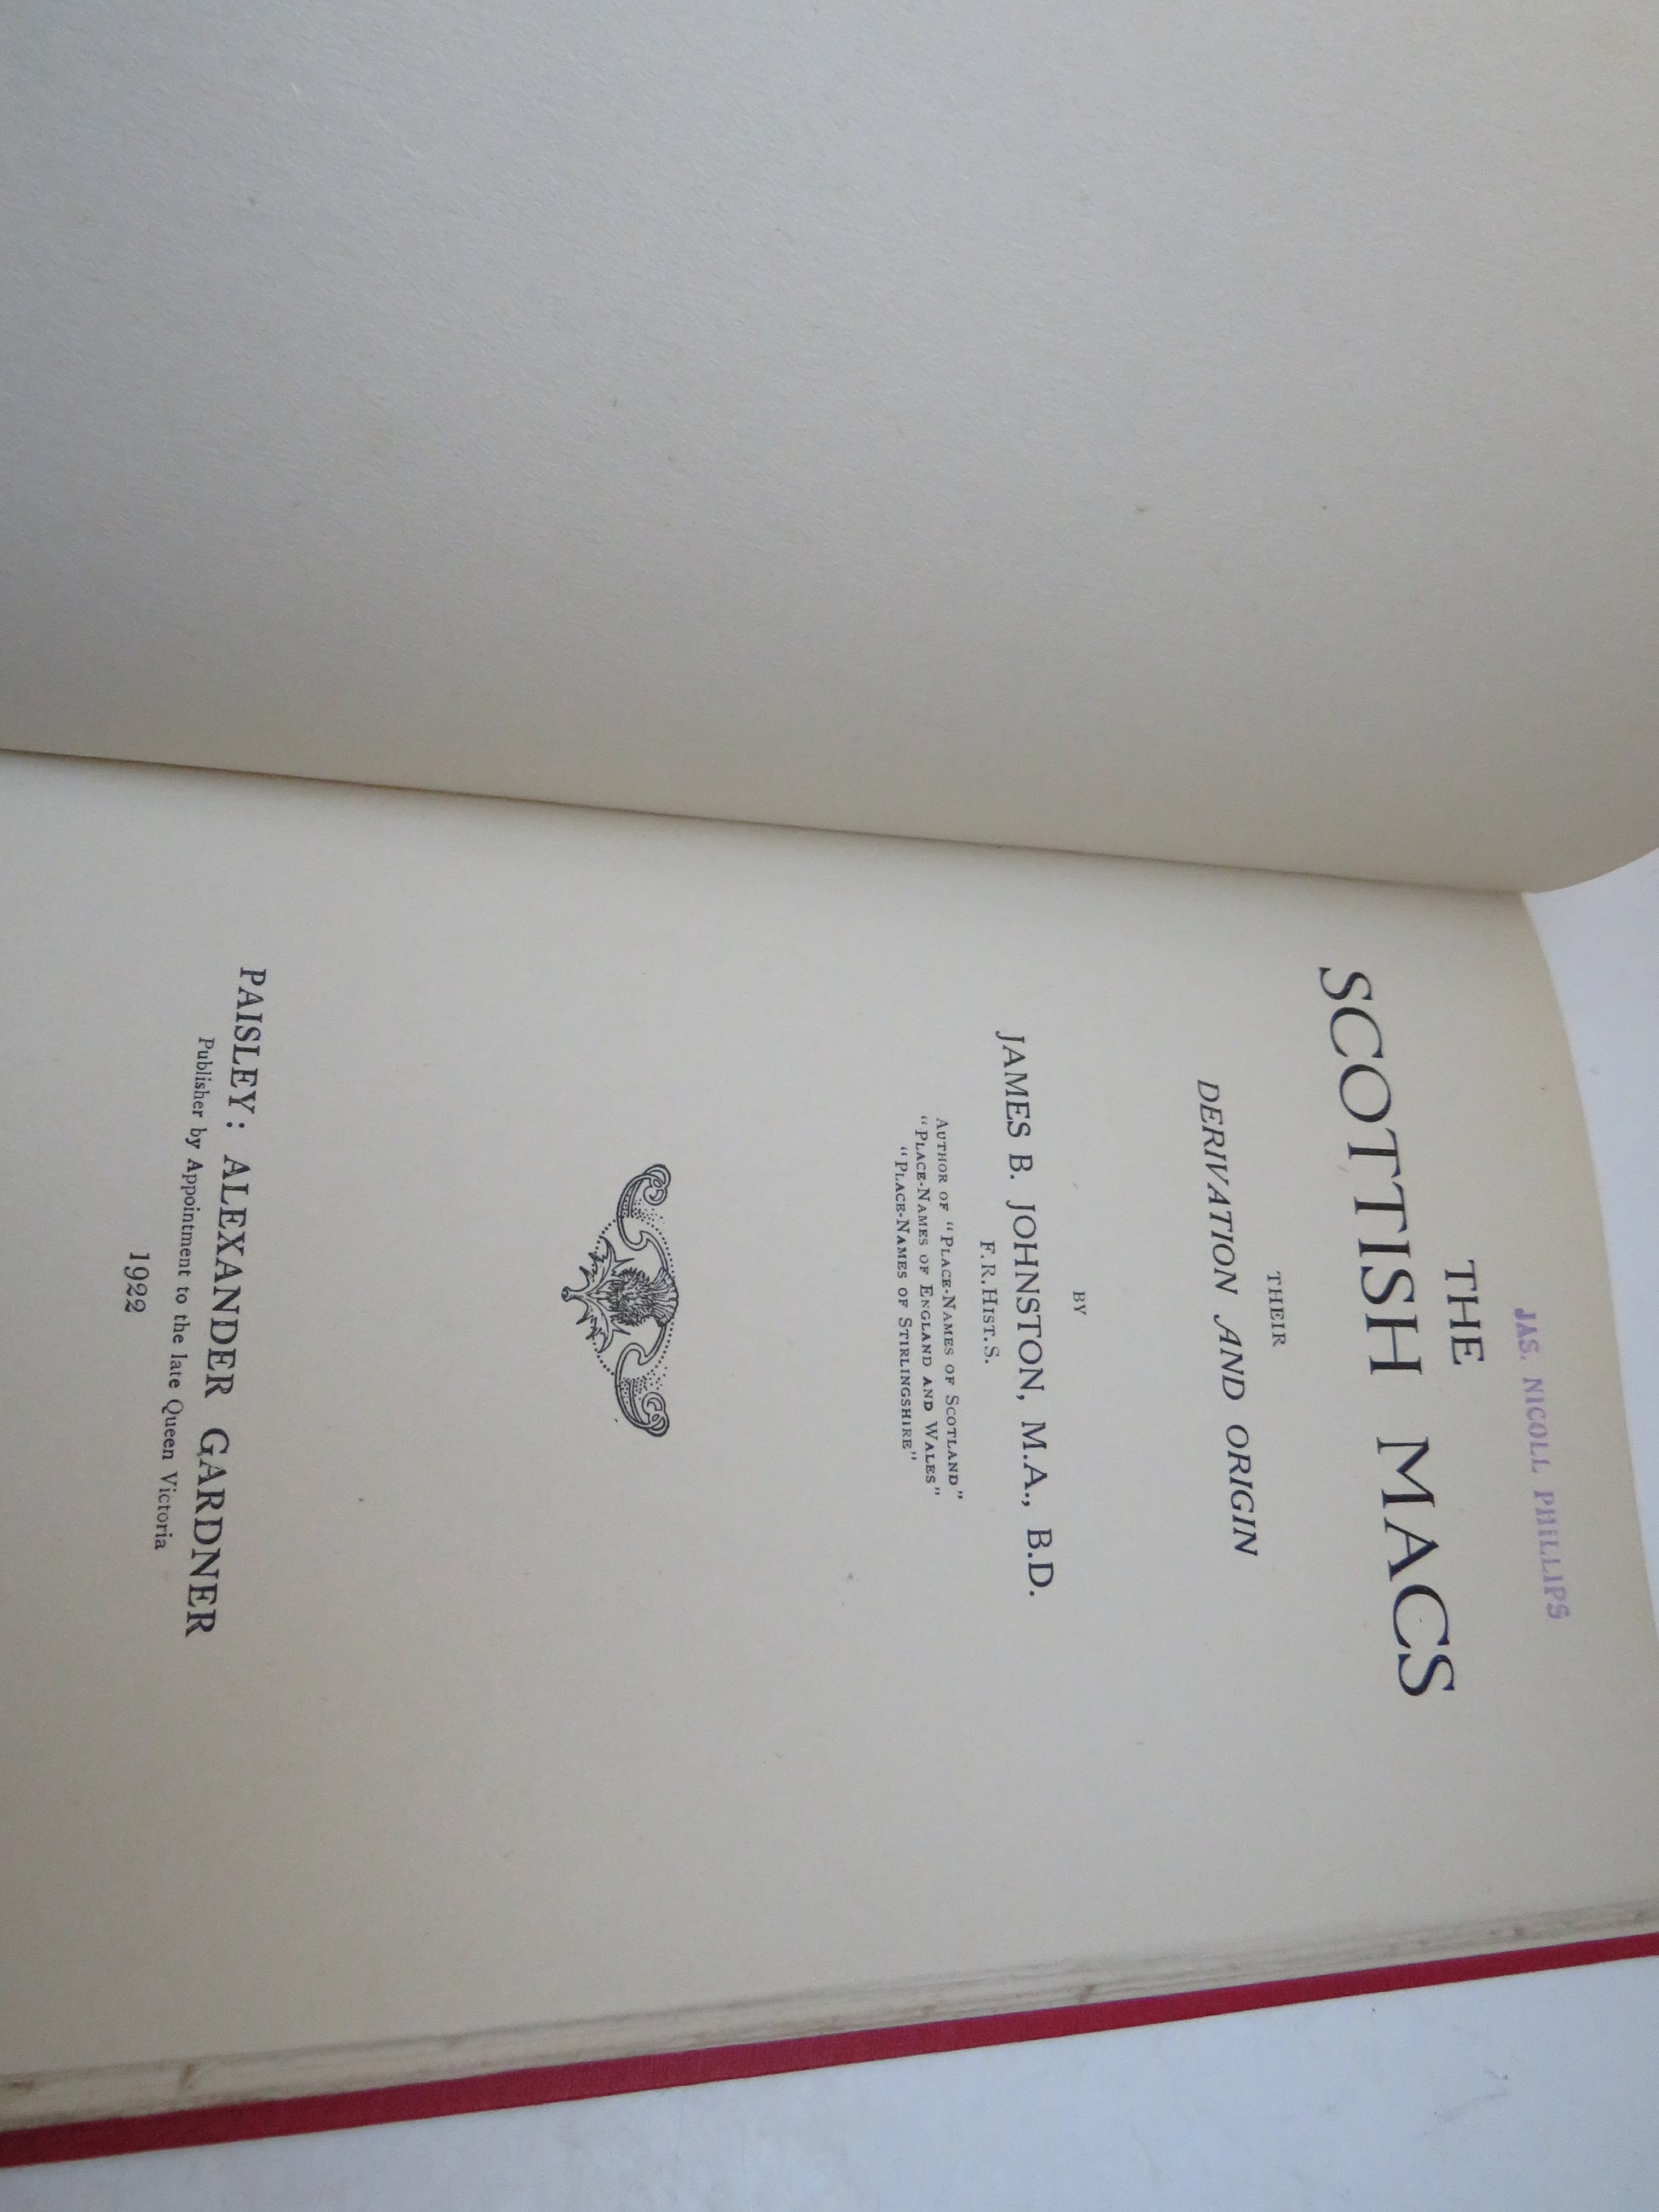 JAS. NICOLL PHILLIPS
THE
SCOTTISH MACS
THEIR
DERIVATION AND ORIGIN
BY
JAMES B. JOHNSTON, M.A., B.D.
F.R.HIST.S.
AUTHOR OF "PLACE-NAMES OF SCOTLAND"
"PLACE-NAMES OF ENGLAND AND WALES"
"PLACE-NAMES OF STIRLINGSHIRE"
PAISLEY: ALEXANDER GARDNER
Publisher by Appointment to the late Queen Victoria
1922